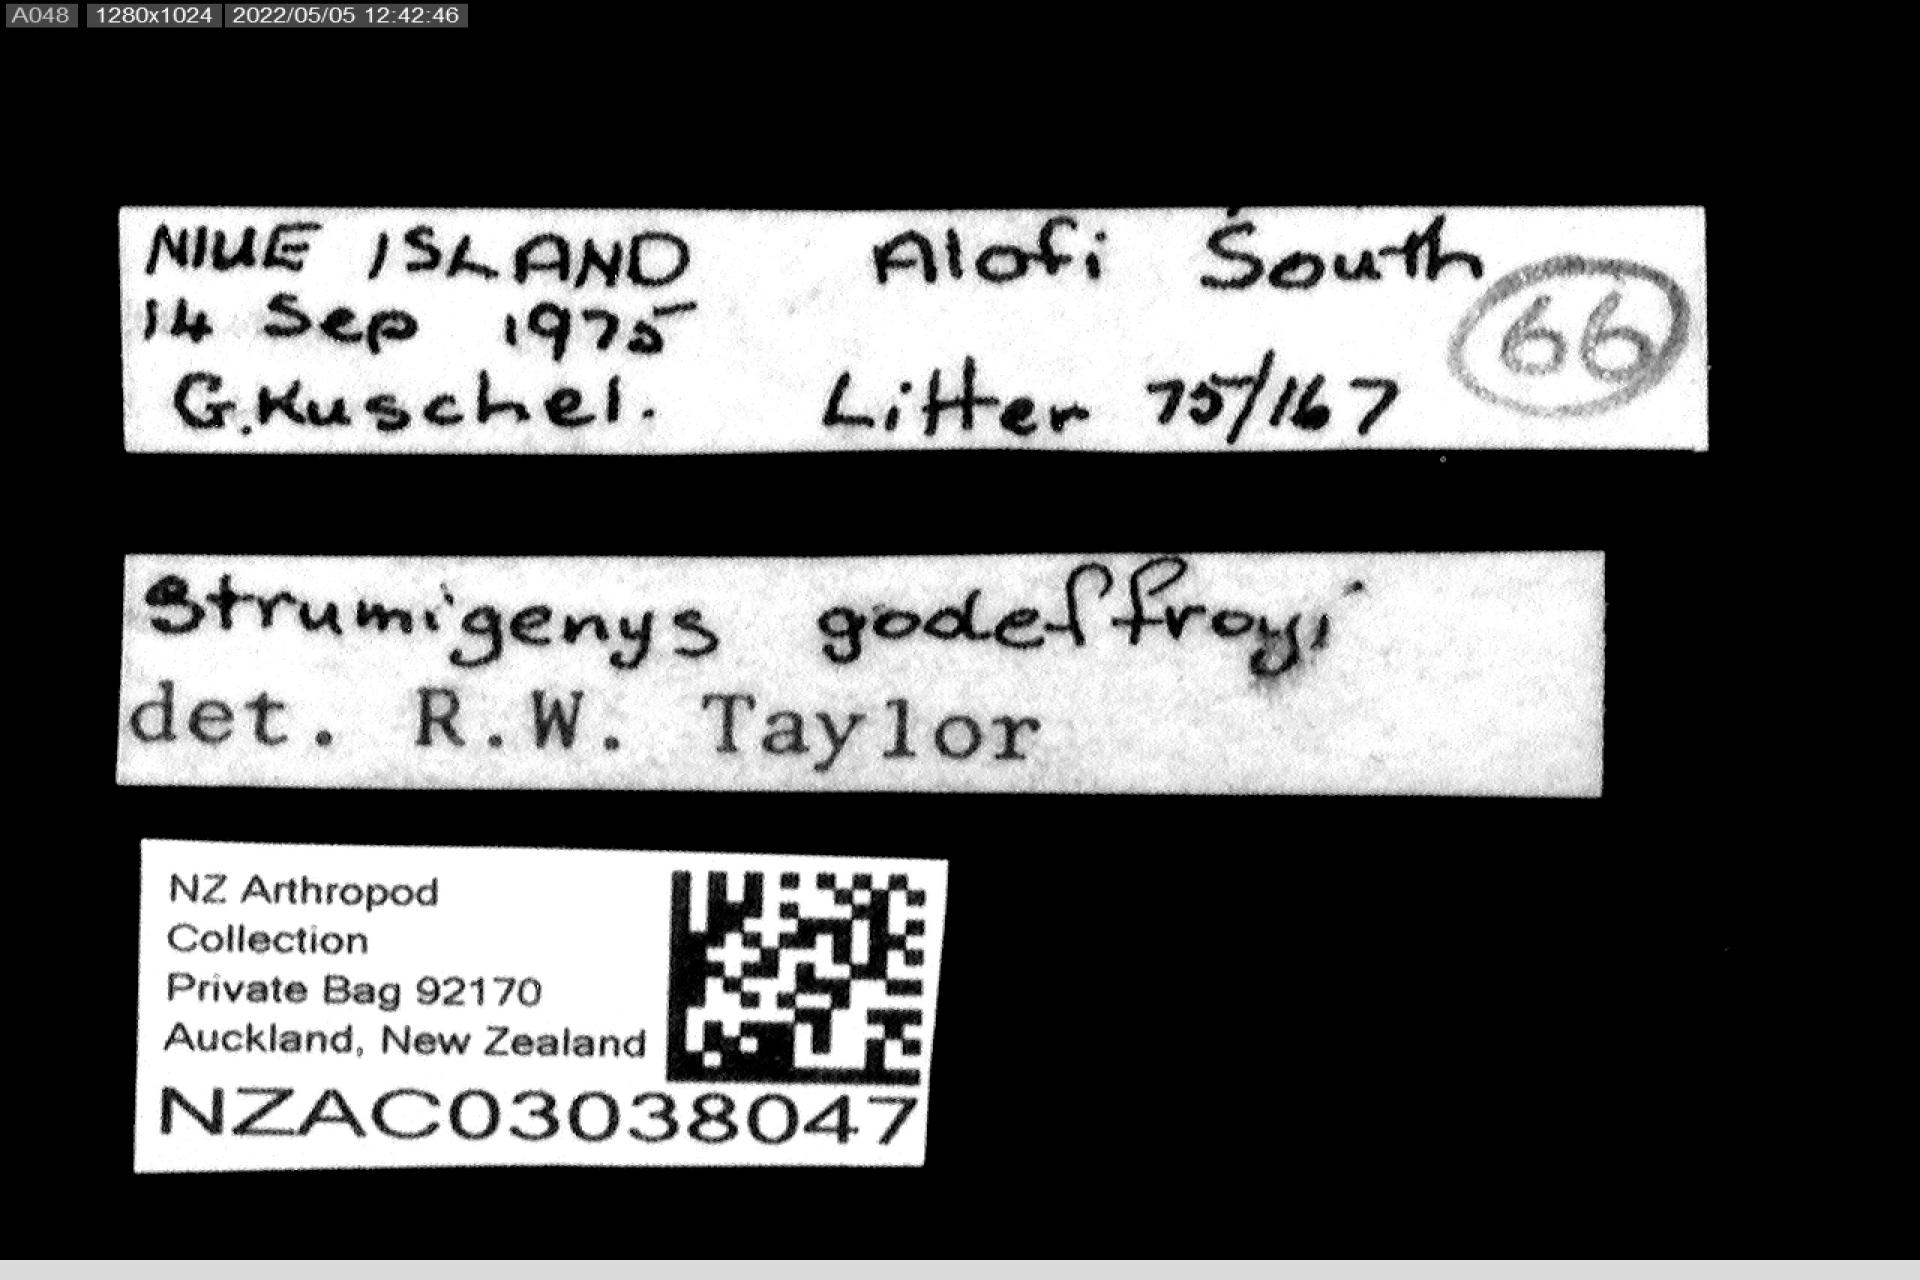 A048 1280x1024 2022/05/05 12:42:46
NIUE ISLAND Alofi South
14 Sep 1975 66
G.Kuschel. Litter 75/167
Strumigenys godeffroyi
det. R.W. Taylor
NZ Arthropod
Collection
Private Bag 92170
Auckland, New Zealand
NZAC03038047